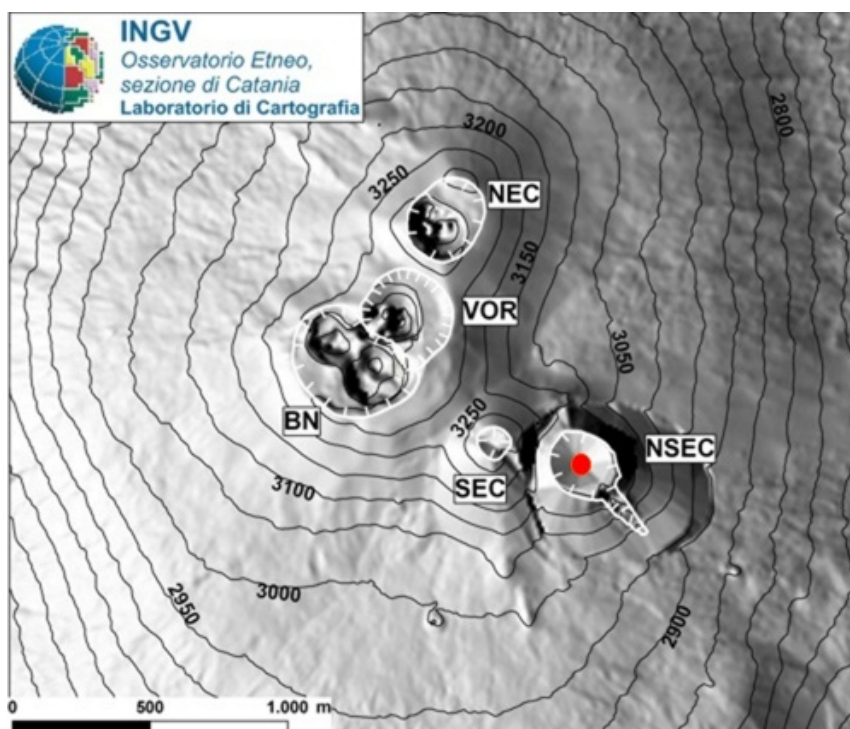 INGV
Osservatorio Etneo,
sezione di Catania
Laboratorio di Cartografia
2800
3200
3250
NEC
3150
VOR
3050
BN
3250
NSEC
SEC
3100
3000
2950
2900
0 500 1.000 m